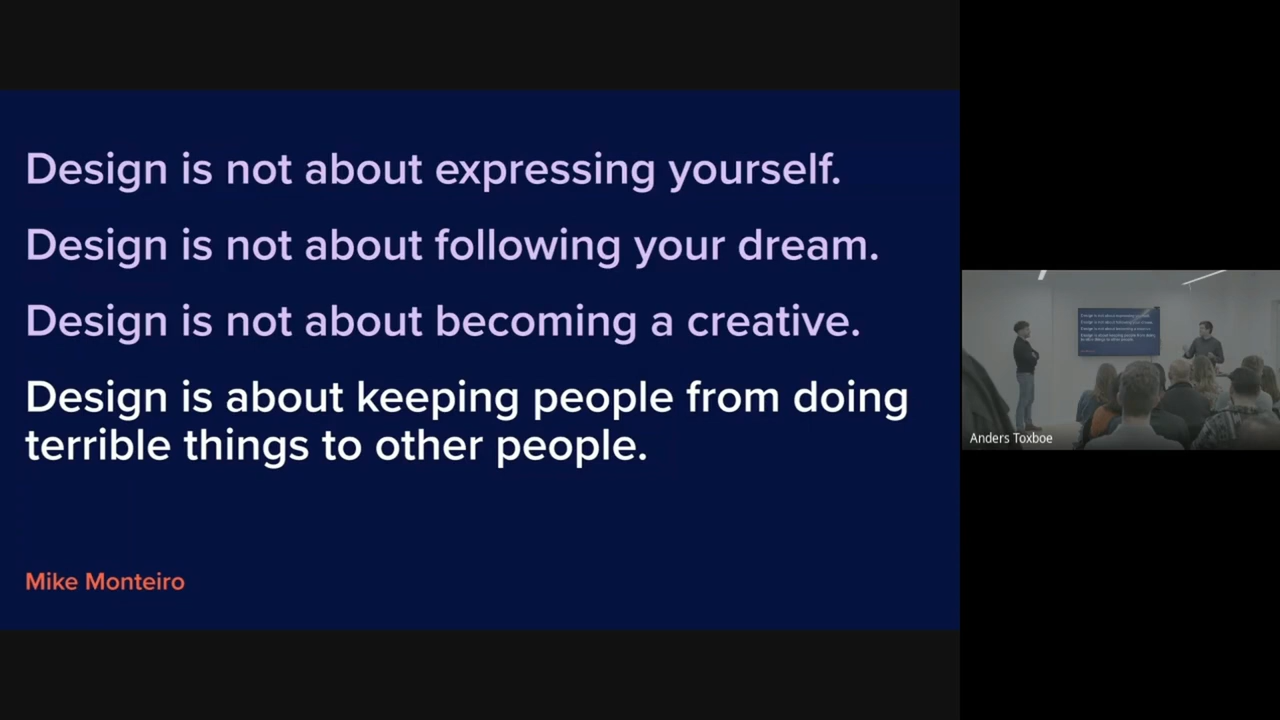 Design is not about expressing yourself.
Design is not about following your dream.
Design is not about becoming a creative.
Design is about keeping people from doing
terrible things to other people.
Mike Monteiro
Anders Toxboe